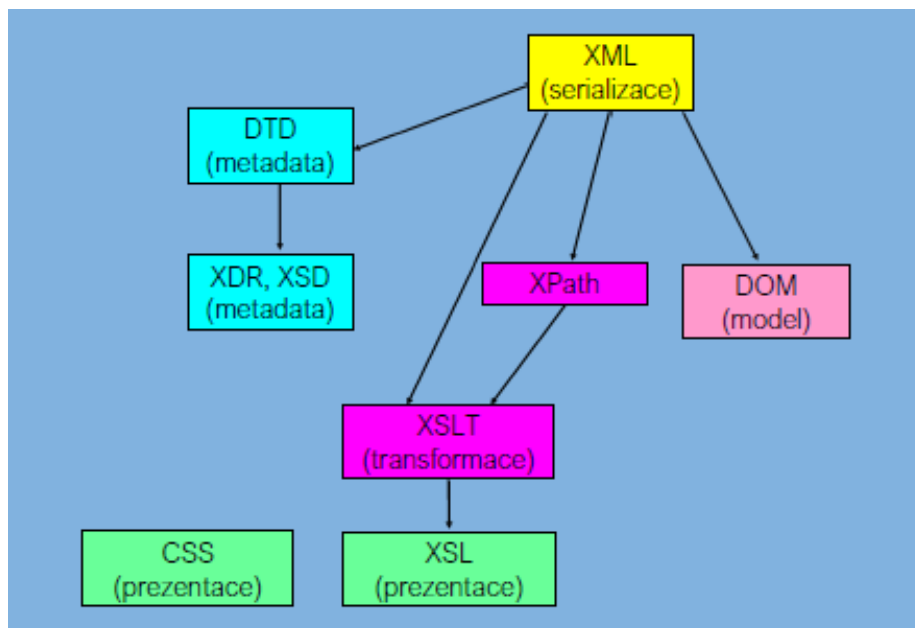 XML
(serializace)
DTD
(metadata)
XDR, XSD
(metadata)
XPath
DOM
(model)
XSLT
(transformace)
CSS
(prezentace)
XSL
(prezentace)